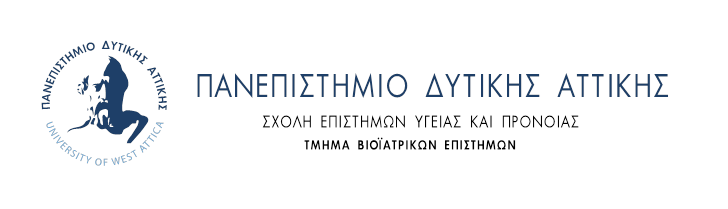 ΠΑΝΕΠΙΣΤΗΜΙΟ ΔΥΤΙΚΗΣ ΑΤΤΙΚΗΣ
UNIVERSITY OF WEST ATTICA
ΠΑΝΕΠΙΣΤΗΜΙΟ ΔΥΤΙΚΗΣ ΑΤΤΙΚΗΣ
ΣΧΟΛΗ ΕΠΙΣΤΗΜΩΝ ΥΓΕΙΑΣ ΚΑΙ ΠΡΟΝΟΙΑΣ
ΤΜΗΜΑ ΒΙΟΪΑΤΡΙΚΩΝ ΕΠΙΣΤΗΜΩΝ